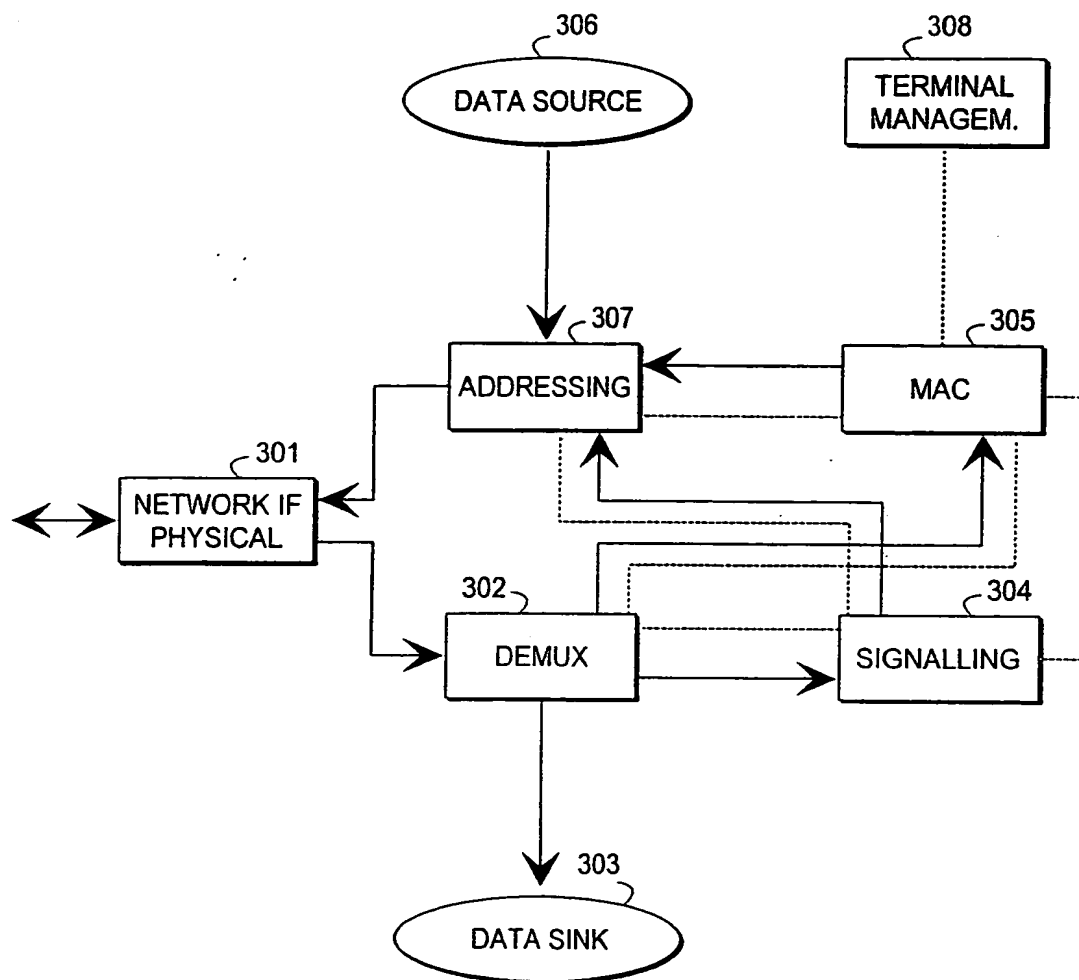 306
DATA SOURCE
308
TERMINAL
MANAGEM.
307
ADDRESSING
305
MAC
301
NETWORK IF
PHYSICAL
302
DEMUX
304
SIGNALLING
303
DATA SINK